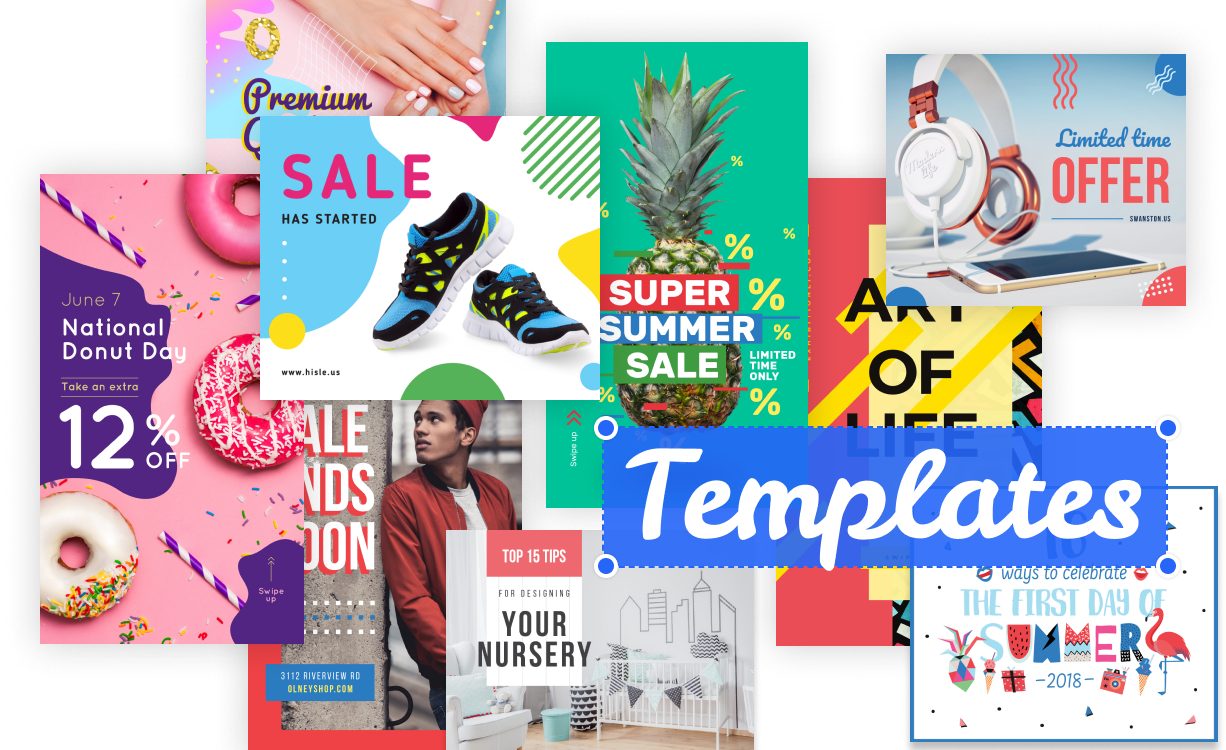 Premium
June 7
National
Donut Day
Take an extra
12%
OFF
Swipe
up
SALE
HAS STARTED
www.hisle.us
3112 RIVERVIEW RD
OLNEYSHOP.COM
TOP 15 TIPS
FOR DESIGNING
YOUR
NURSERY
%
%
%
%
SUPER
%
SUMMER
%
SALE
LIMITED
TIME
ONLY
%
Swipe up
ART
OF
LIFE
Modern
life
Limited time
OFFER
SWANSTON.US
Templates
10
ways to celebrate
THE FIRST DAY OF
SUMMER
-2018-